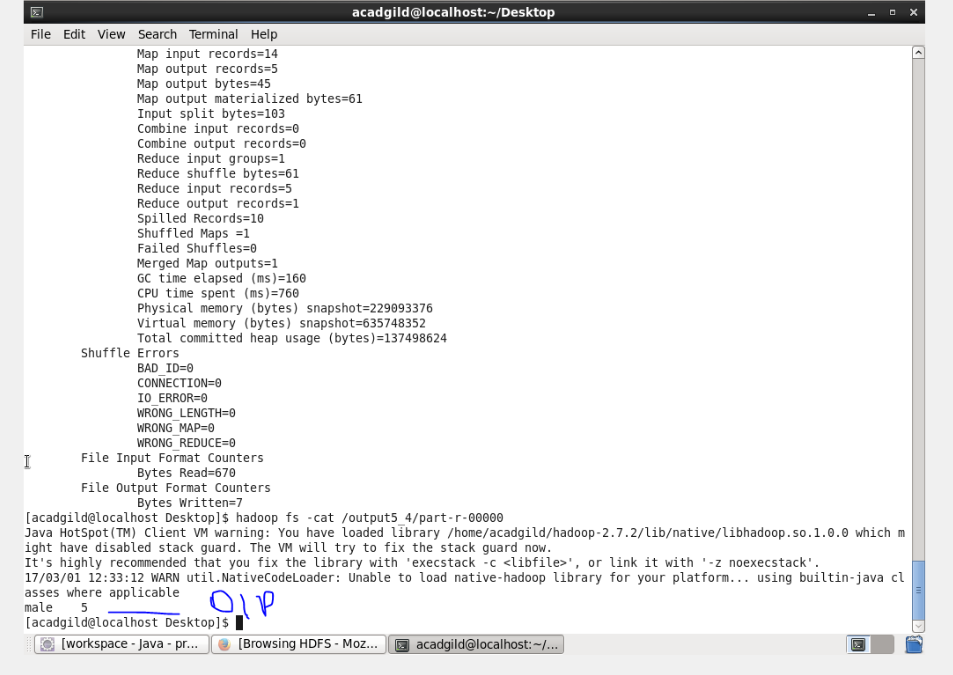 acadgild@localhost:~/Desktop
File Edit View Search Terminal Help
Map input records=14
Map output records=5
Map output bytes=45
Map output materialized bytes=61
Input split bytes=103
Combine input records=0
Combine output records=0
Reduce input groups=1
Reduce shuffle bytes=61
Reduce input records=5
Reduce output records=1
Spilled Records=10
Shuffled Maps =1
Failed Shuffles=0
Merged Map outputs=1
GC time elapsed (ms)=160
CPU time spent (ms)=760
Physical memory (bytes) snapshot=229093376
Virtual memory (bytes) snapshot=635748352
Total committed heap usage (bytes)=137498624
Shuffle Errors
BAD_ID=0
CONNECTION=0
IO_ERROR=0
WRONG_LENGTH=0
WRONG_MAP=0
WRONG_REDUCE=0
File Input Format Counters
Bytes Read=670
File Output Format Counters
Bytes Written=7
[acadgild@localhost Desktop]$ hadoop fs -cat /output5_4/part-r-00000
Java HotSpot(TM) Client VM warning: You have loaded library /home/acadgild/hadoop-2.7.2/lib/native/libhadoop.so.1.0.0 which m
ight have disabled stack guard. The VM will try to fix the stack guard now.
It's highly recommended that you fix the library with 'execstack -c <libfile>', or link it with '-z noexecstack'.
17/03/01 12:33:12 WARN util.NativeCodeLoader: Unable to load native-hadoop library for your platform... using builtin-java cl
asses where applicable
male 5 O/P
[acadgild@localhost Desktop]$
[workspace - Java - pr... [Browsing HDFS - Moz... acadgild@localhost:~/...